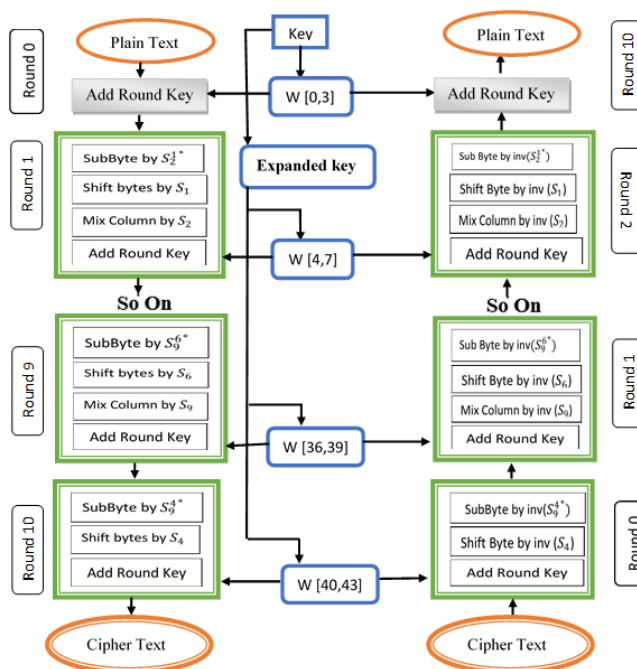 Round 0
Plain Text
Add Round Key
Round 1
SubByte by $S_2^{1*}$
Shift bytes by $S_1$
Mix Column by $S_2$
Add Round Key
So On
Round 9
SubByte by $S_9^{6*}$
Shift bytes by $S_6$
Mix Column by $S_9$
Add Round Key
Round 10
SubByte by $S_9^{4*}$
Shift bytes by $S_4$
Add Round Key
Cipher Text
Key
W [0,3]
Expanded key
W [4,7]
W [36,39]
W [40,43]
Plain Text
Round 10
Add Round Key
Sub Byte by inv($S_2^{1*}$)
Shift Byte by inv ($S_1$)
Mix Column by inv ($S_2$)
Add Round Key
Round 2
So On
Sub Byte by inv($S_9^{6*}$)
Shift Byte by inv ($S_6$)
Mix Column by inv ($S_9$)
Add Round Key
Round 1
SubByte by inv($S_9^{4*}$)
Shift Byte by inv ($S_4$)
Add Round Key
Round 0
Cipher Text